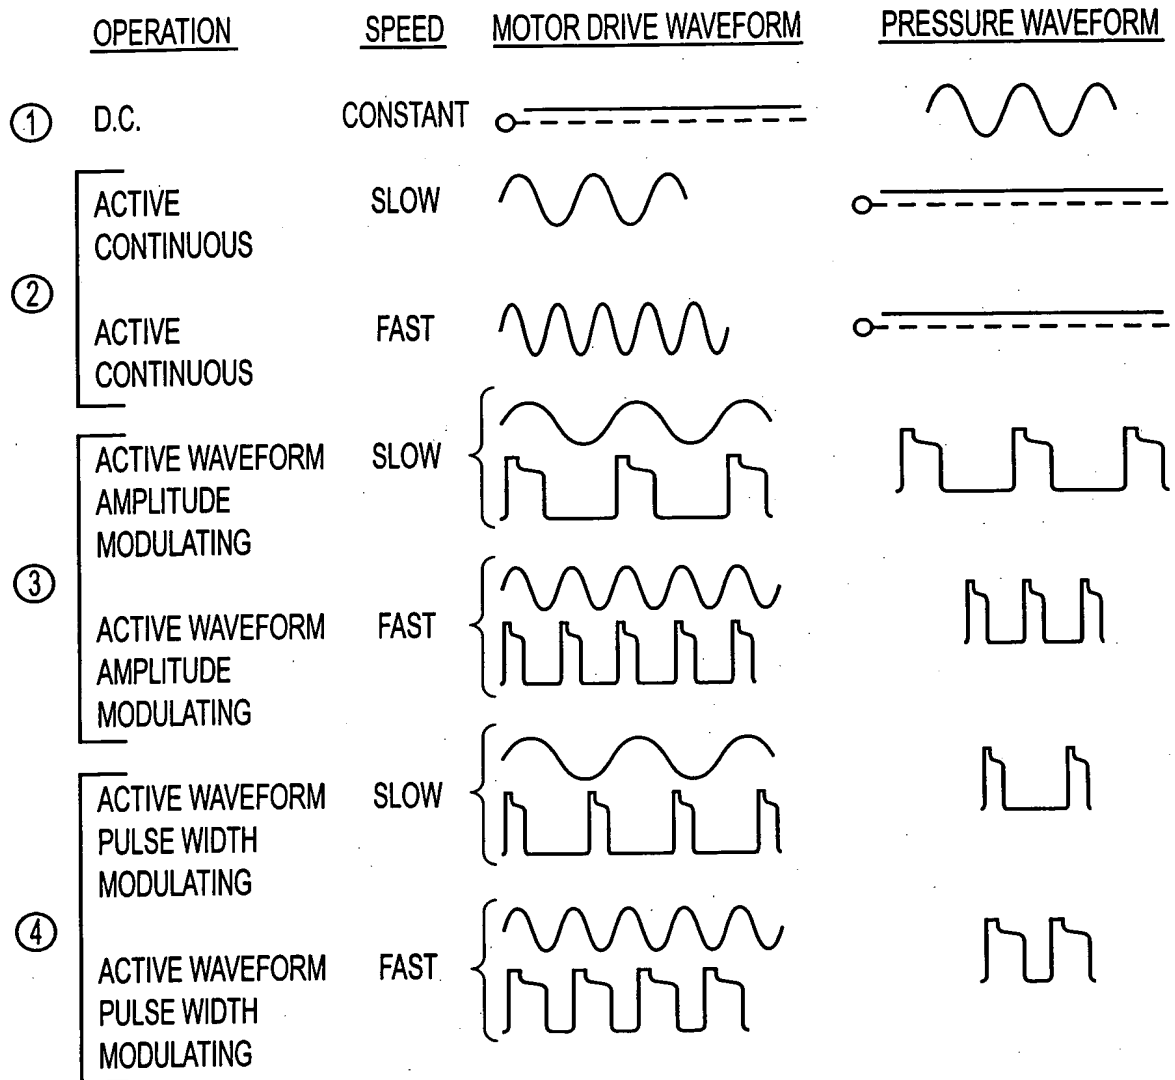 OPERATION SPEED MOTOR DRIVE WAVEFORM PRESSURE WAVEFORM
1 D.C. CONSTANT
2
ACTIVE SLOW
CONTINUOUS
ACTIVE FAST
CONTINUOUS
3
ACTIVE WAVEFORM SLOW
AMPLITUDE
MODULATING
ACTIVE WAVEFORM FAST
AMPLITUDE
MODULATING
4
ACTIVE WAVEFORM SLOW
PULSE WIDTH
MODULATING
ACTIVE WAVEFORM FAST
PULSE WIDTH
MODULATING